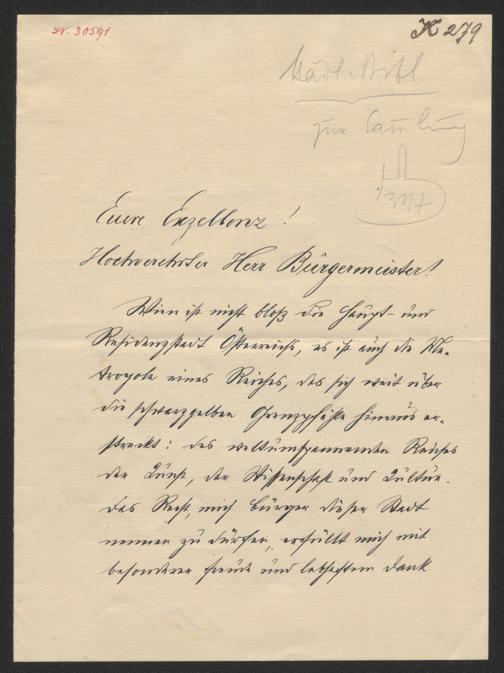 N. 30591
K 279
Städt. Bibl
zur Sammlung
Euere Exzellenz!
Hochverehrter Herr Bürgermeister!
Wien ist nicht bloß die Haupt- und
Residenzstadt Österreichs, es ist auch die Me-
tropole eines Reiches, das sich weit über
die schwarzgelben Grenzpfähle hinaus er-
streckt: des weltumspannenden Reiches
der Kunst, der Wissenschaft und Kultur.
Das Recht, mich Bürger dieser Stadt
nennen zu dürfen, erfüllt mich mit
besonderer Freude und lebhaftem Dank.